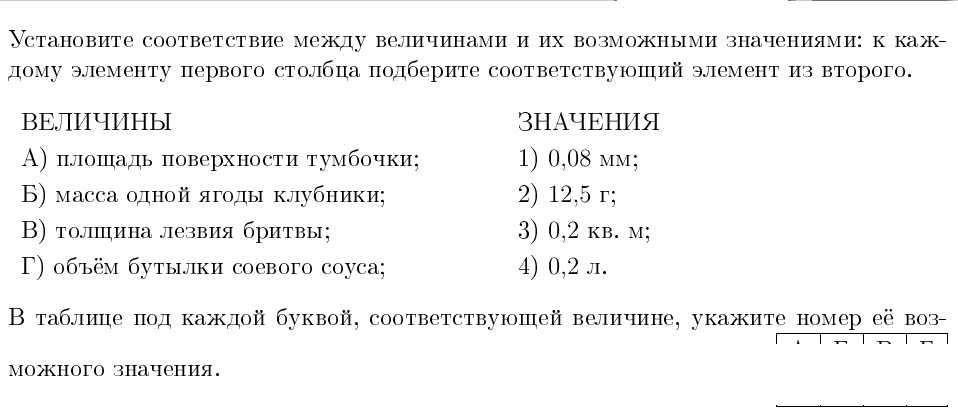 Установите соответствие между величинами и их возможными значениями: к каж-
дому элементу первого столбца подберите соответствующий элемент из второго.
ВЕЛИЧИНЫ ЗНАЧЕНИЯ
А) площадь поверхности тумбочки; 1) 0,08 мм;
Б) масса одной ягоды клубники; 2) 12,5 г;
В) толщина лезвия бритвы; 3) 0,2 кв. м;
Г) объём бутылки соевого соуса; 4) 0,2 л.
В таблице под каждой буквой, соответствующей величине, укажите номер её воз-
можного значения.